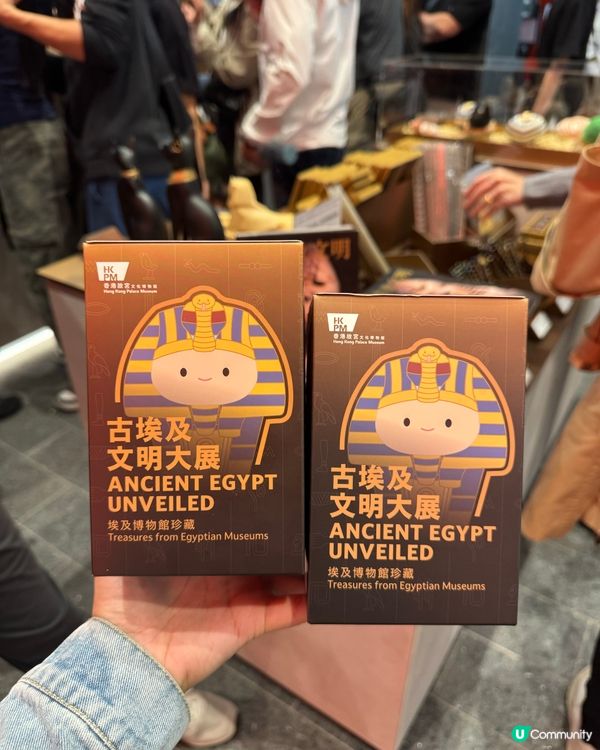 HK
PM
香港故宮文化博物館
Hong Kong Palace Museum
古埃及
文明大展
ANCIENT EGYPT
UNVEILED
埃及博物館珍藏
Treasures from Egyptian Museums
HK
PM
香港故宮文化博物館
Hong Kong Palace Museum
古埃及
文明大展
ANCIENT EGYPT
UNVEILED
埃及博物館珍藏
Treasures from Egyptian Museums
文明
U Community